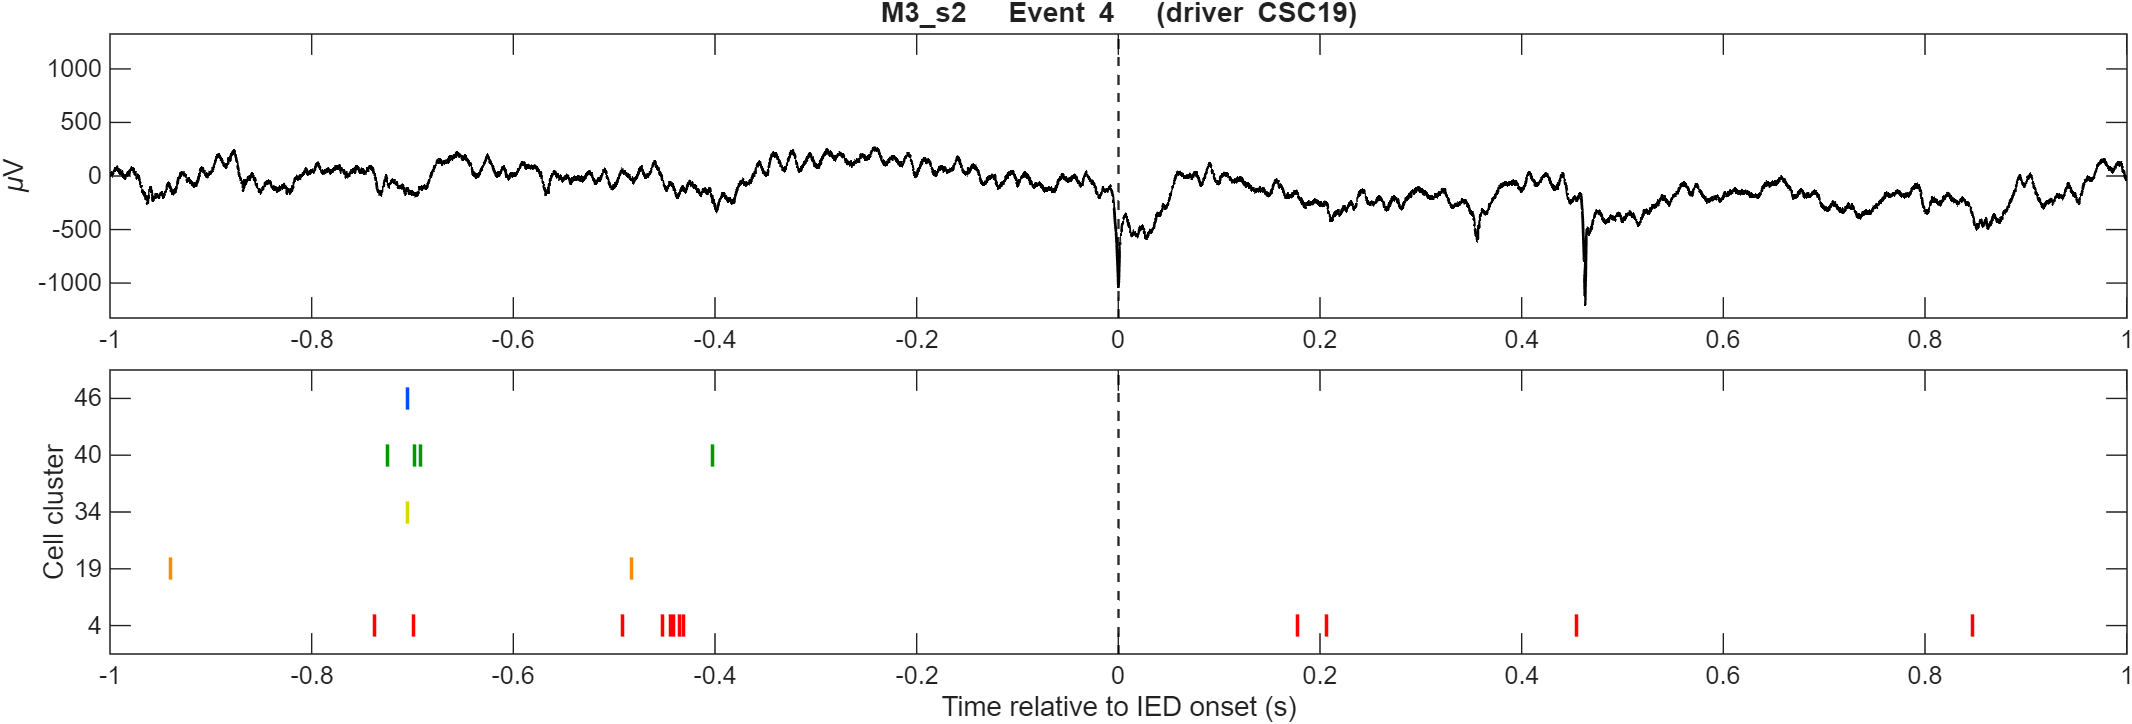 M3_s2 Event 4 (driver CSC19)
1000
500
0
-500
-1000
µV
-1 -0.8 -0.6 -0.4 -0.2 0 0.2 0.4 0.6 0.8 1
46
40
34
19
4
Cell cluster
-1 -0.8 -0.6 -0.4 -0.2 0 0.2 0.4 0.6 0.8 1
Time relative to IED onset (s)